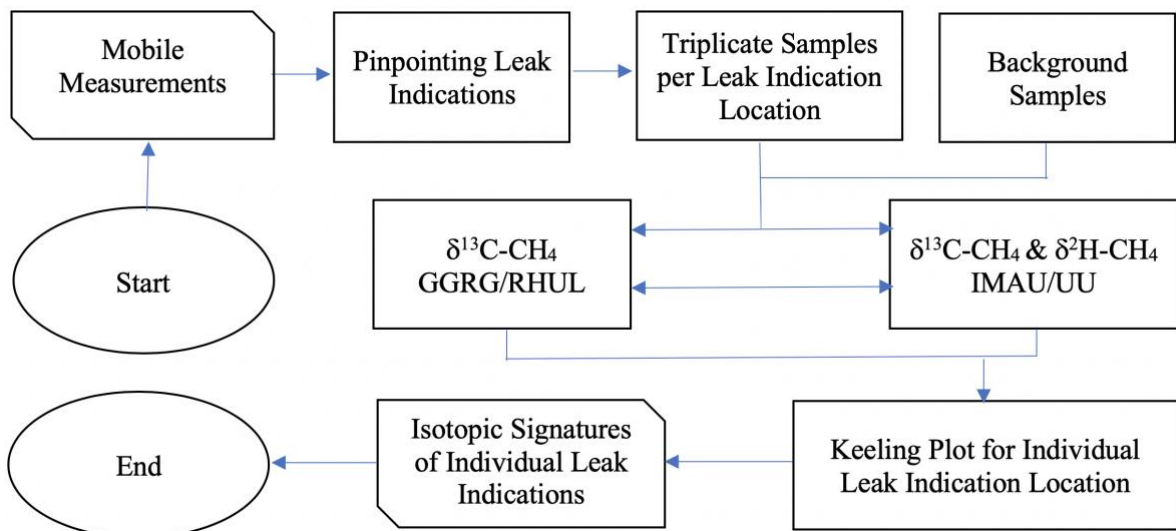 Mobile
Measurements
Pinpointing Leak
Indications
Triplicate Samples
per Leak Indication
Location
Background
Samples
Start
δ¹³C-CH₄
GGRG/RHUL
δ¹³C-CH₄ & δ²H-CH₄
IMAU/UU
End
Isotopic Signatures
of Individual Leak
Indications
Keeling Plot for Individual
Leak Indication Location